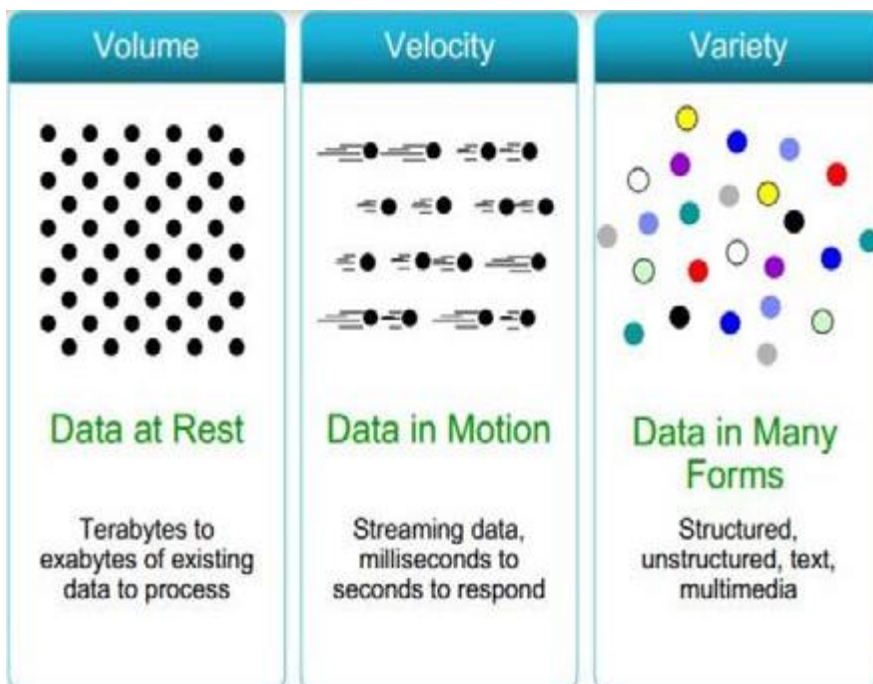 Volume
Data at Rest
Terabytes to
exabytes of existing
data to process
Velocity
Data in Motion
Streaming data,
milliseconds to
seconds to respond
Variety
Data in Many
Forms
Structured,
unstructured, text,
multimedia